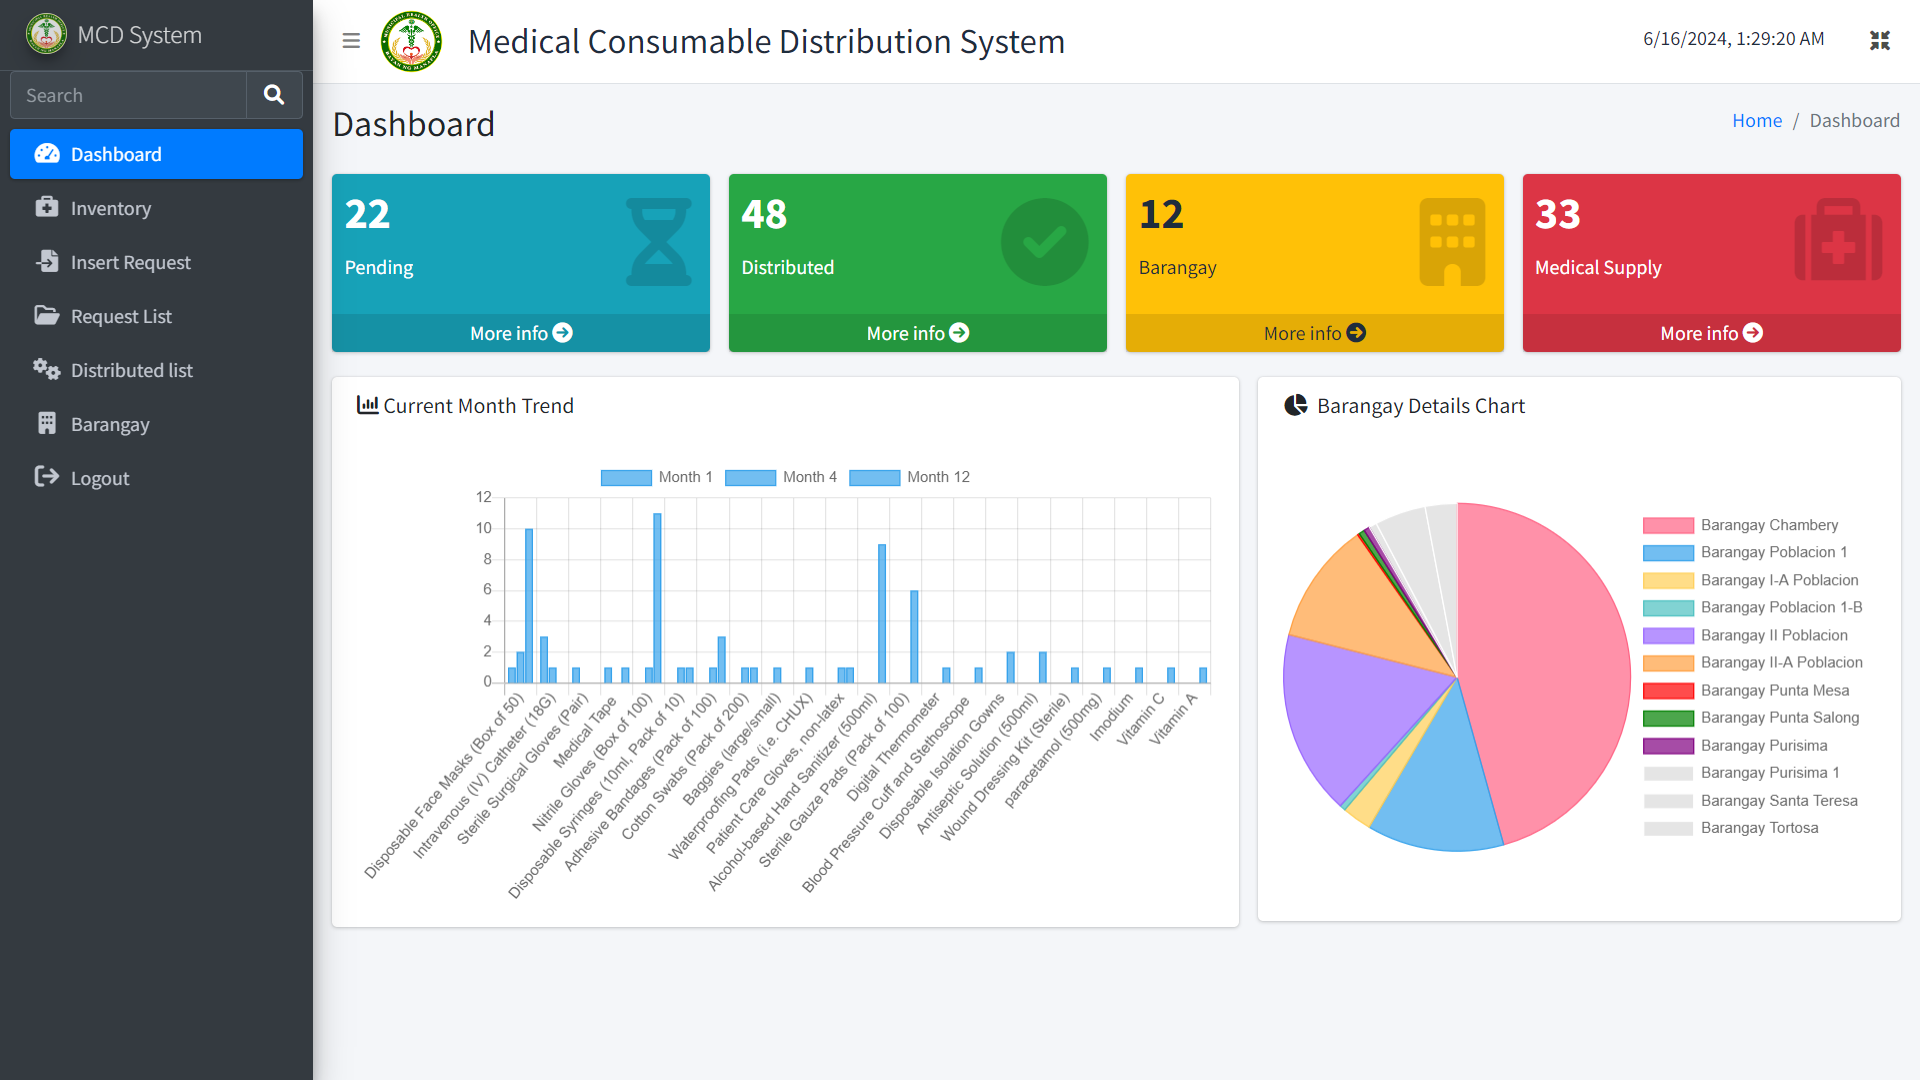 MCD System
Search
Dashboard
Inventory
Insert Request
Request List
Distributed list
Barangay
Logout
Medical Consumable Distribution System
6/16/2024, 1:29:20 AM
Dashboard
Home / Dashboard
22
Pending
More info
48
Distributed
More info
12
Barangay
More info
33
Medical Supply
More info
Current Month Trend
Month 1 Month 4 Month 12
12
10
8
6
4
2
0
Disposable Face Masks (Box of 50)
Intravenous (IV) Catheter (18G)
Sterile Surgical Gloves (Pair)
Medical Tape
Nitrile Gloves (Box of 100)
Disposable Syringes (10ml, Pack of 10)
Adhesive Bandages (Pack of 100)
Cotton Swabs (Pack of 200)
Baggies (large/small)
Waterproofing Pads (i.e. CHUX)
Patient Care Gloves, non-latex
Alcohol-based Hand Sanitizer (500ml)
Sterile Gauze Pads (Pack of 100)
Digital Thermometer
Blood Pressure Cuff and Stethoscope
Disposable Isolation Gowns
Antiseptic Solution (500ml)
Wound Dressing Kit (Sterile)
paracetamol (500mg)
Imodium
Vitamin C
Vitamin A
Barangay Details Chart
Barangay Chambery
Barangay Poblacion 1
Barangay I-A Poblacion
Barangay Poblacion 1-B
Barangay II Poblacion
Barangay II-A Poblacion
Barangay Punta Mesa
Barangay Punta Salong
Barangay Purisima
Barangay Purisima 1
Barangay Santa Teresa
Barangay Tortosa